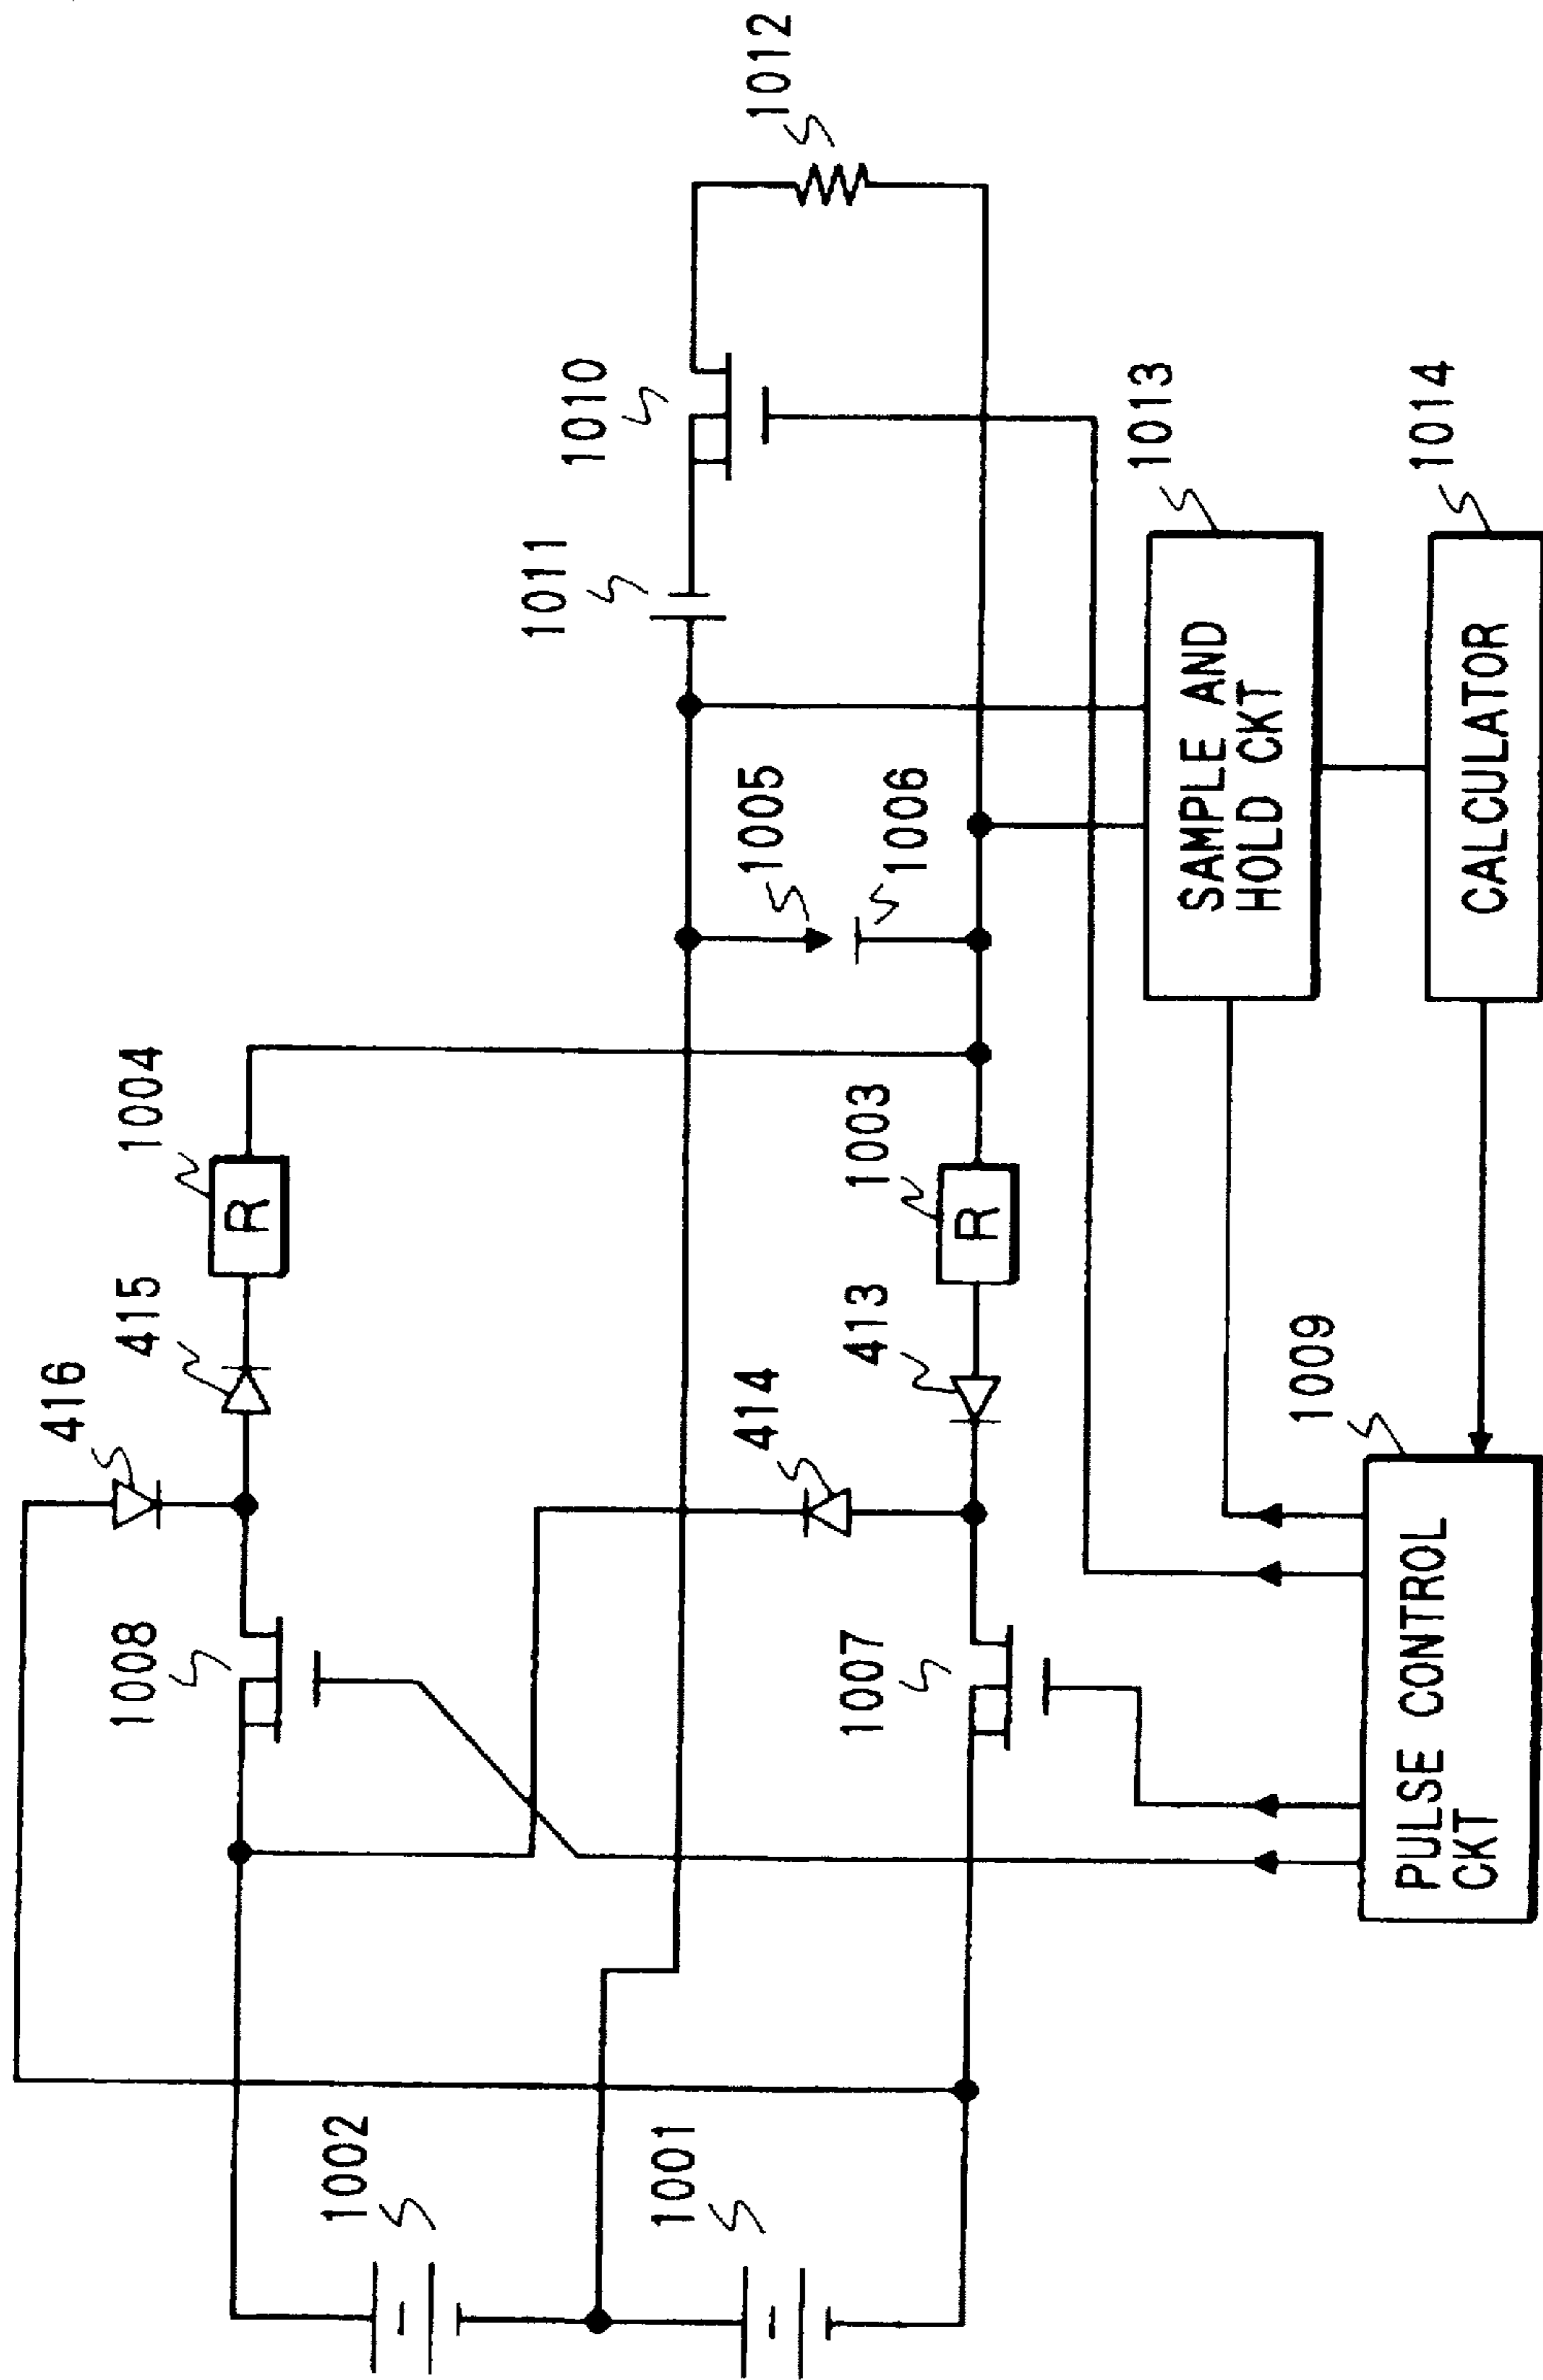 1002
1001
416
415
1004
1008
414
413
1003
1007
1005
1006
1011
1010
1012
R
R
1009
PULSE CONTROL
CKT
1013
SAMPLE AND
HOLD CKT
1014
CALCULATOR